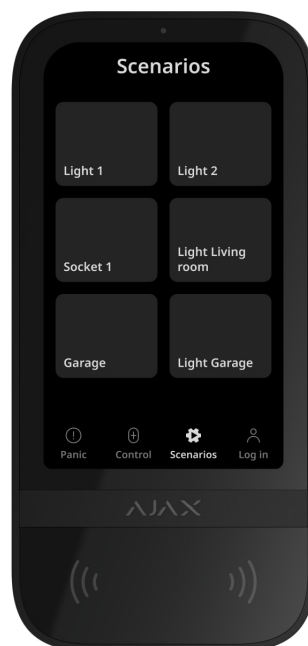 Scenarios
Light 1
Light 2
Socket 1
Light Living
room
Garage
Light Garage
Panic
Control
Scenarios
Log in
AJAX